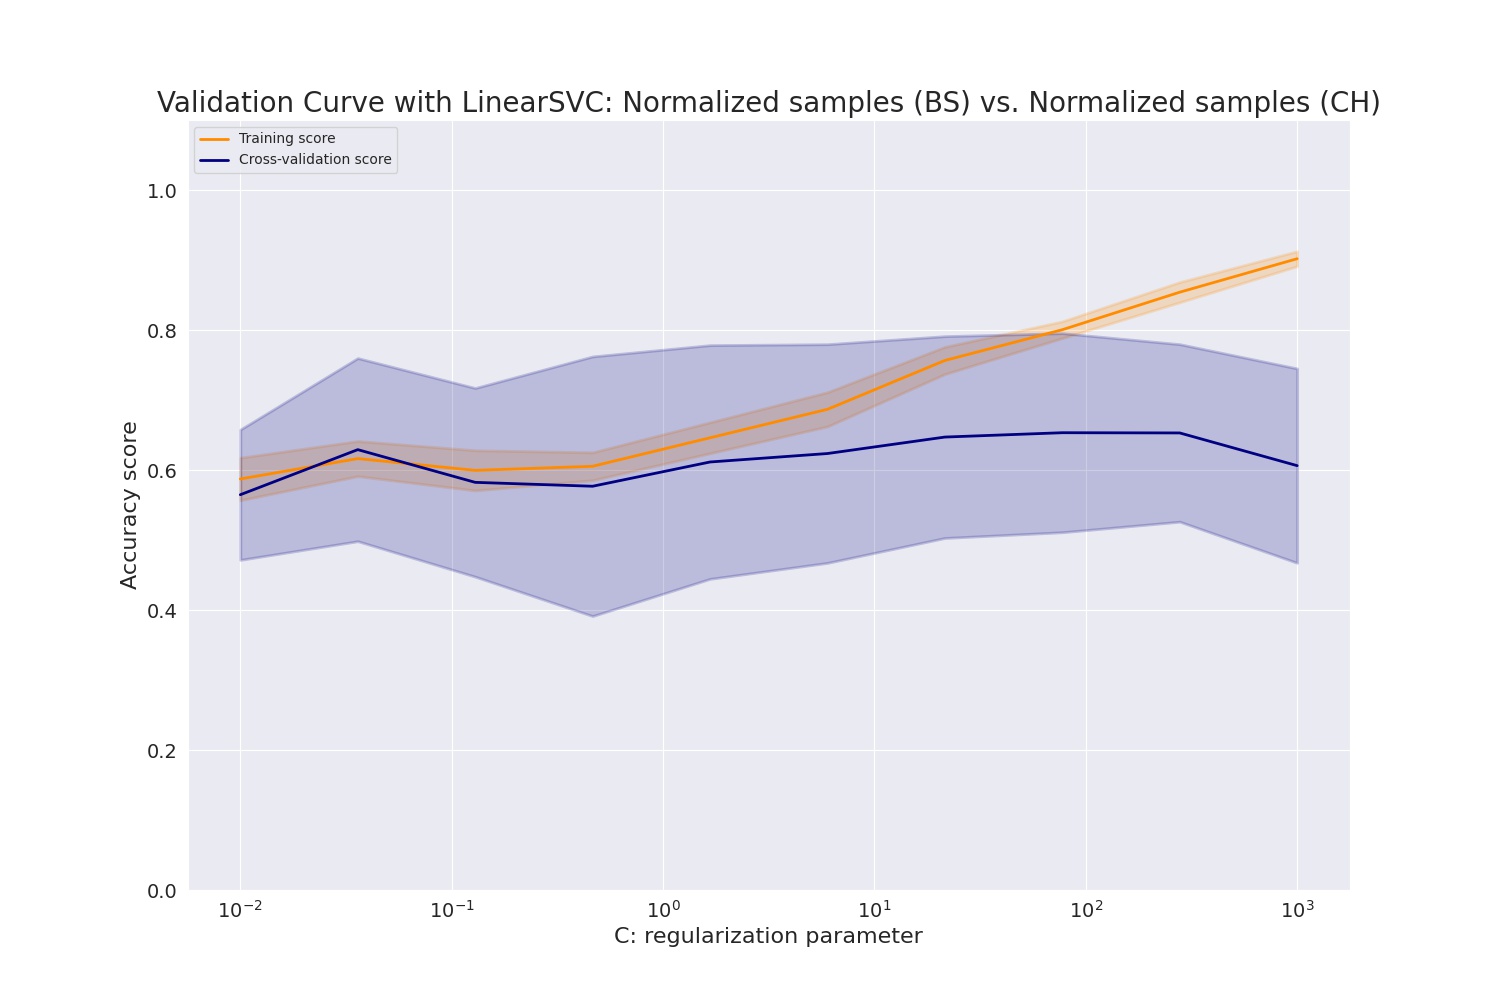 Validation Curve with LinearSVC: Normalized samples (BS) vs. Normalized samples (CH)
Training score
Cross-validation score
Accuracy score
1.0
0.8
0.6
0.4
0.2
0.0
10⁻² 10⁻¹ 10⁰ 10¹ 10² 10³
C: regularization parameter